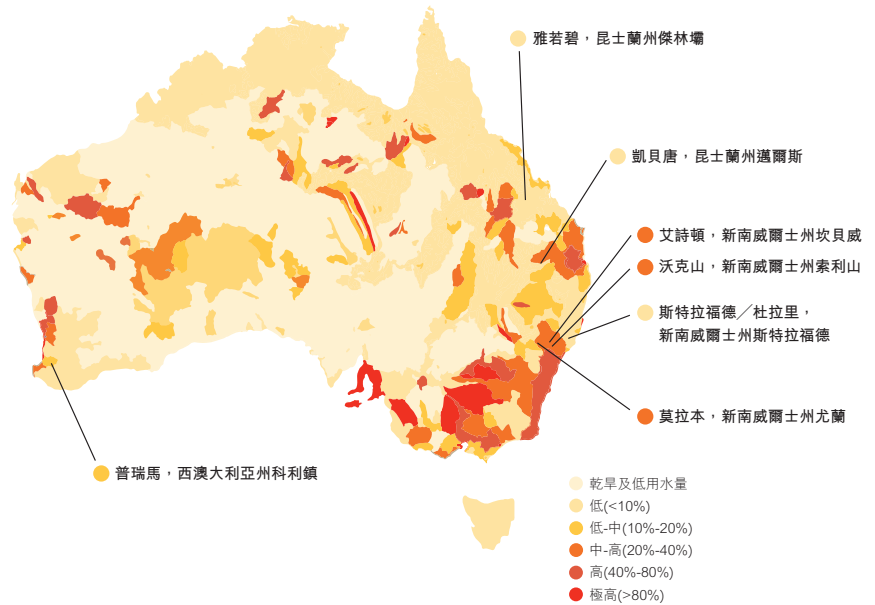 雅若碧，昆士蘭州傑林壩
凱貝唐，昆士蘭州邁爾斯
艾詩頓，新南威爾士州坎貝威
沃克山，新南威爾士州索利山
斯特拉福德／杜拉里，
新南威爾士州斯特拉福德
莫拉本，新南威爾士州尤蘭
普瑞馬，西澳大利亞州科利鎮
乾旱及低用水量
低(<10%)
低-中(10%-20%)
中-高(20%-40%)
高(40%-80%)
極高(>80%)